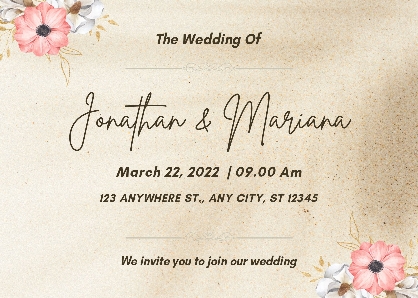 The Wedding Of
Jonathan & Mariana
March 22, 2022 | 09.00 Am
123 ANYWHERE ST., ANY CITY, ST 12345
We invite you to join our wedding